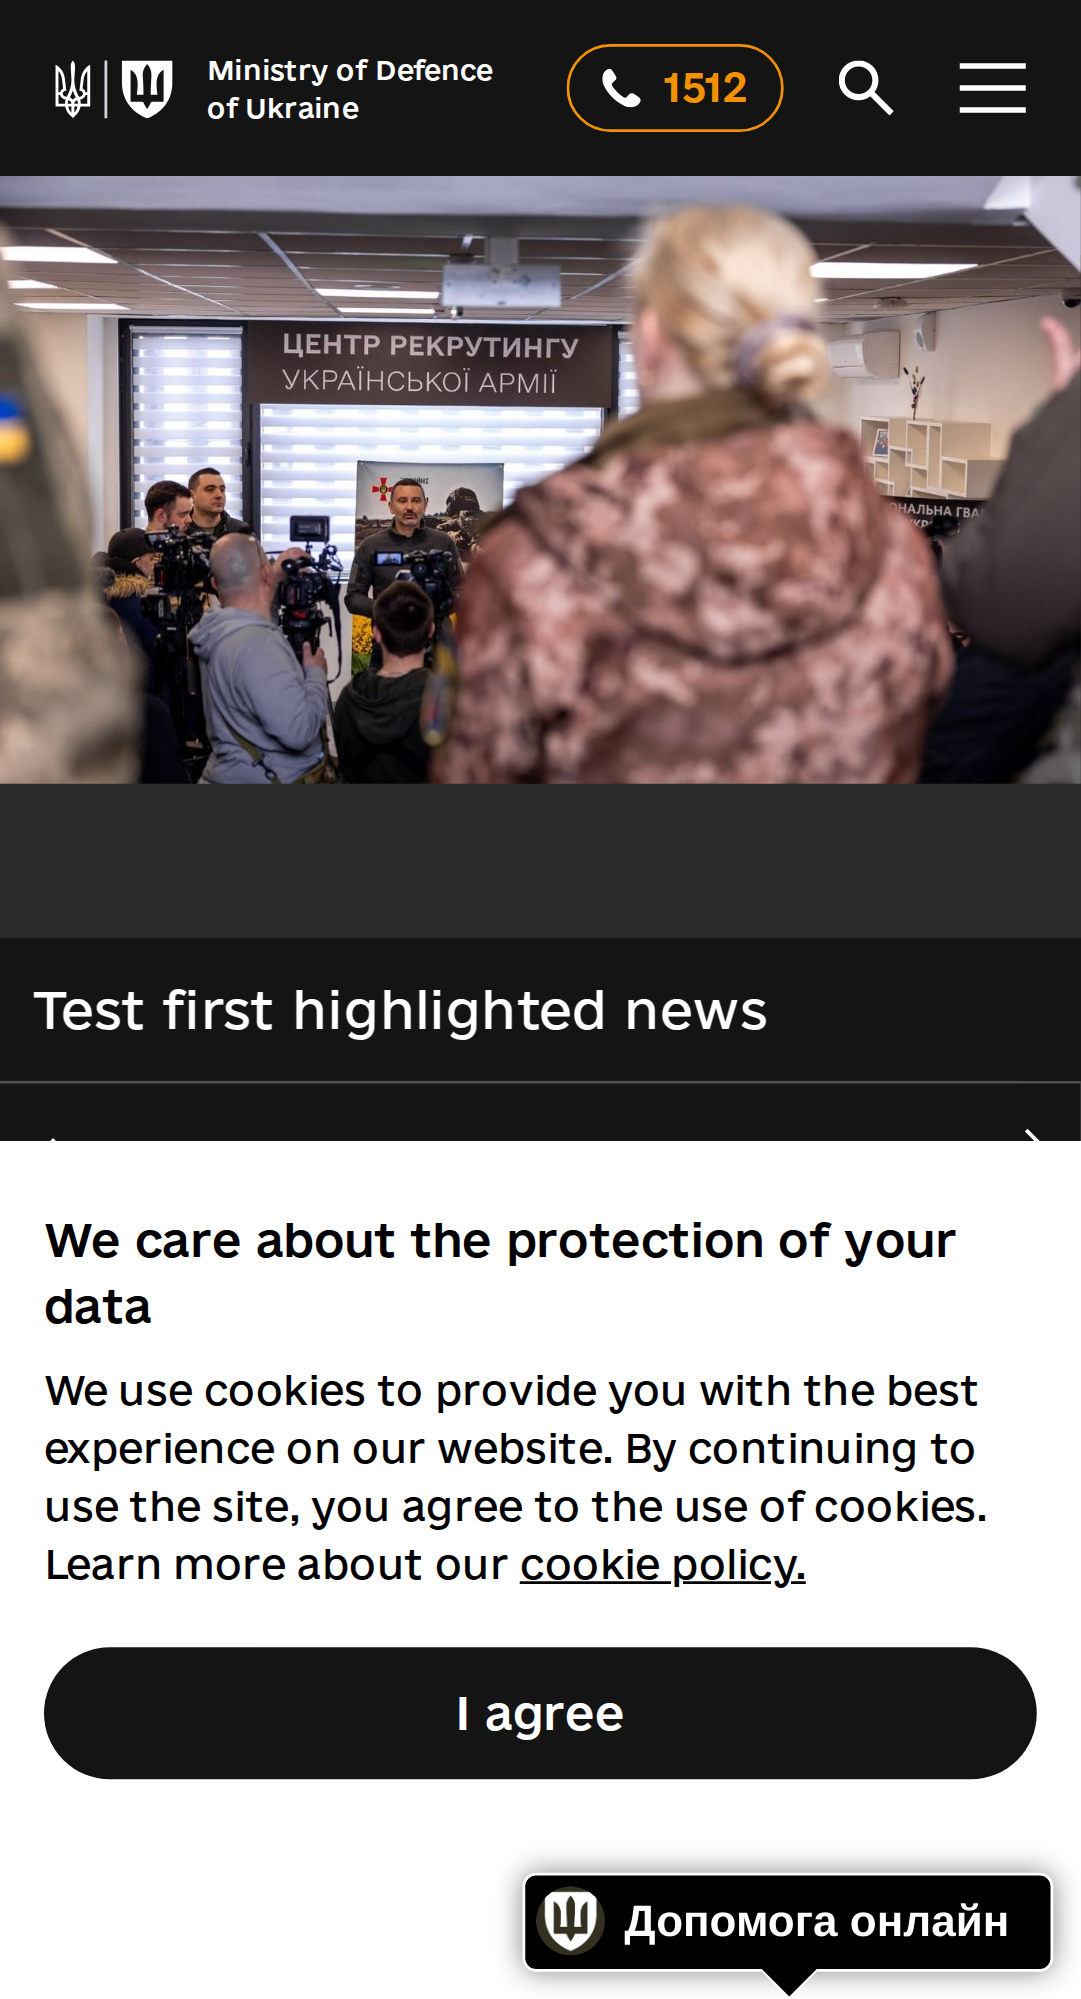 Ministry of Defence
of Ukraine
1512
ЦЕНТР РЕКРУТИНГУ
УКРАЇНСЬКОЇ АРМІЇ
Test first highlighted news
We care about the protection of your
data
We use cookies to provide you with the best
experience on our website. By continuing to
use the site, you agree to the use of cookies.
Learn more about our cookie policy.
I agree
Допомога онлайн